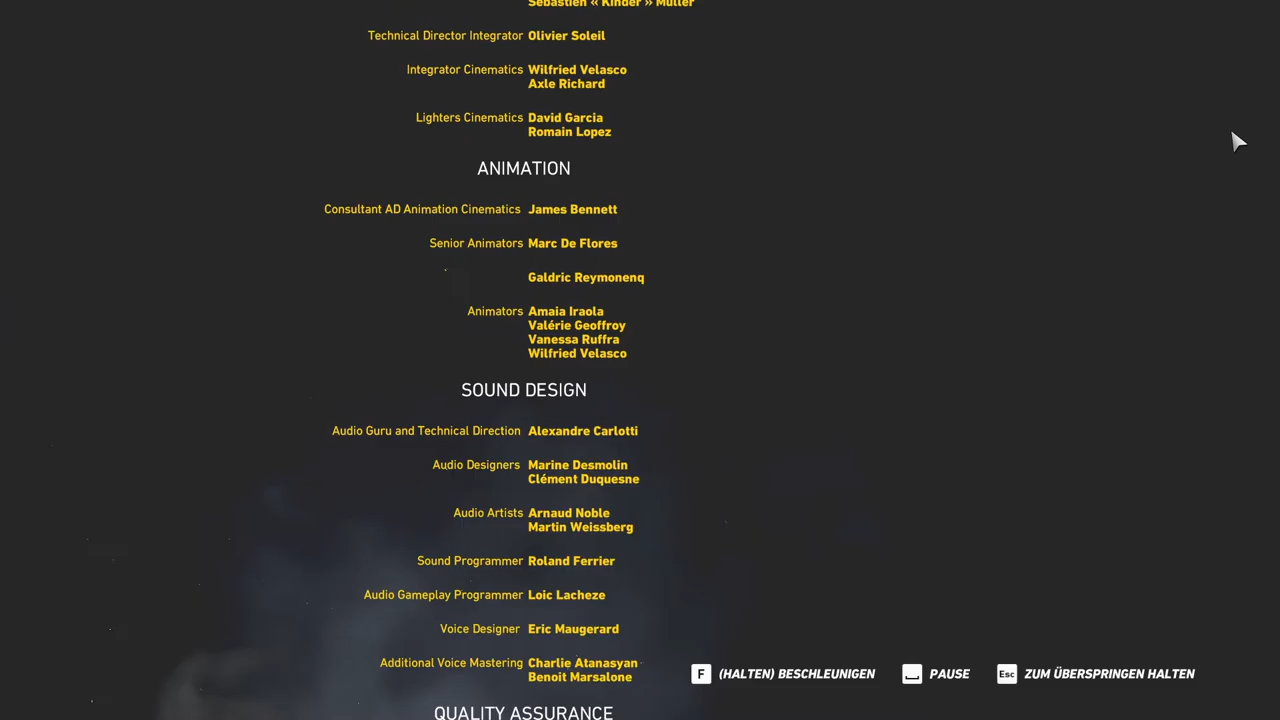 Sébastien « Kinder » Müller
Technical Director Integrator Olivier Soleil
Integrator Cinematics Wilfried Velasco
Axle Richard
Lighters Cinematics David Garcia
Romain Lopez
ANIMATION
Consultant AD Animation Cinematics James Bennett
Senior Animators Marc De Flores
Galdric Reymonenq
Animators Amaia Iraola
Valérie Geoffroy
Vanessa Ruffra
Wilfried Velasco
SOUND DESIGN
Audio Guru and Technical Direction Alexandre Carlotti
Audio Designers Marine Desmolin
Clément Duquesne
Audio Artists Arnaud Noble
Martin Weissberg
Sound Programmer Roland Ferrier
Audio Gameplay Programmer Loic Lacheze
Voice Designer Eric Maugerard
Additional Voice Mastering Charlie Atanasyan
Benoit Marsalone
F (HALTEN) BESCHLEUNIGEN PAUSE Esc ZUM ÜBERSPRINGEN HALTEN
QUALITY ASSURANCE